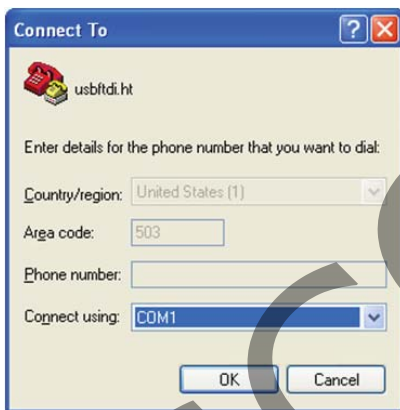 Connect To
usbftdi.ht
Enter details for the phone number that you want to dial:
Country/region: United States (1)
Area code: 503
Phone number:
Connect using: COM1
OK Cancel